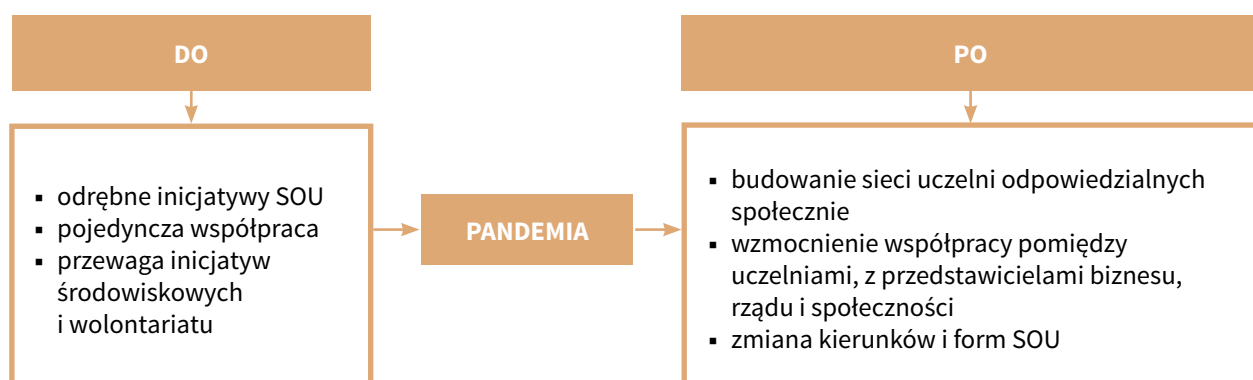 DO
▪ odrębne inicjatywy SOU
▪ pojedyncza współpraca
▪ przewaga inicjatyw
środowiskowych
i wolontariatu
PANDEMIA
PO
▪ budowanie sieci uczelni odpowiedzialnych
społecznie
▪ wzmocnienie współpracy pomiędzy
uczelniami, z przedstawicielami biznesu,
rządu i społeczności
▪ zmiana kierunków i form SOU